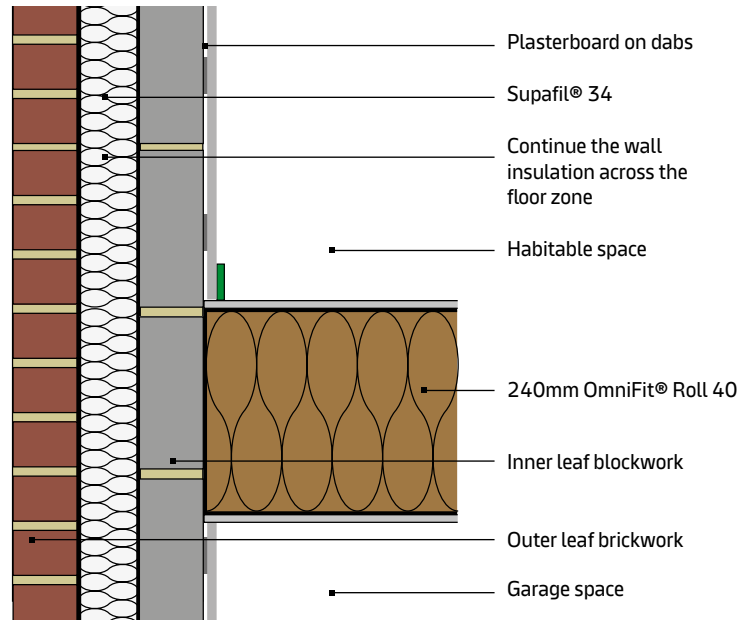 Plasterboard on dabs
Supafil® 34
Continue the wall
insulation across the
floor zone
Habitable space
240mm OmniFit® Roll 40
Inner leaf blockwork
Outer leaf brickwork
Garage space